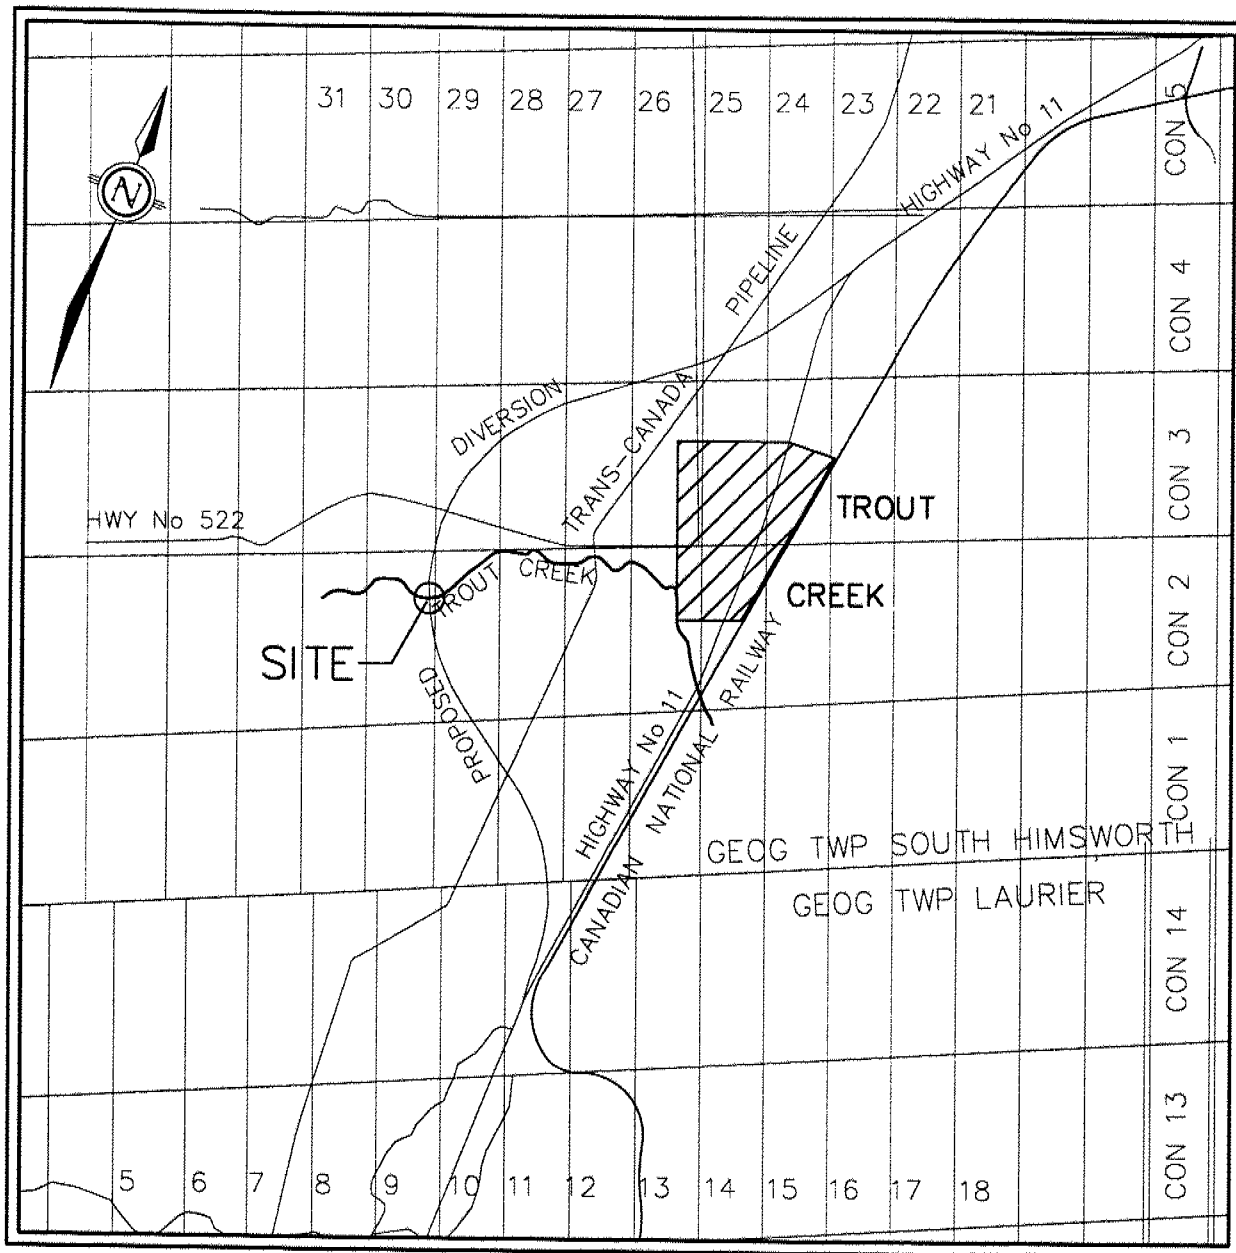 31 30 29 28 27 26 25 24 23 22 21
CON 5
HIGHWAY No 11
N
PIPELINE
CON 4
DIVERSION
TRANS-CANADA
CON 3
HWY No 522
TROUT
CREEK
TROUT CREEK
CON 2
SITE
PROPOSED
HIGHWAY No 11
CANADIAN NATIONAL RAILWAY
CON 1
GEOG TWP SOUTH HIMSWORTH
GEOG TWP LAURIER
CON 14
CON 13
5 6 7 8 9 10 11 12 13 14 15 16 17 18